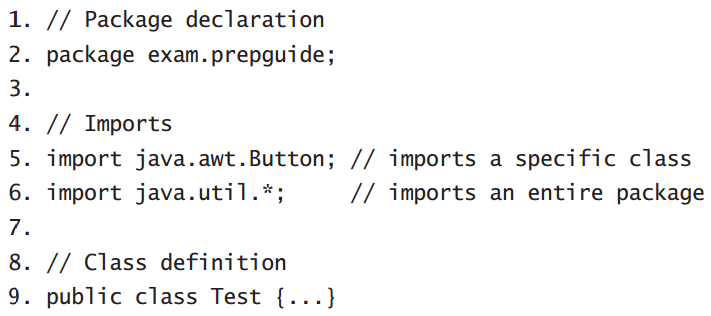 1. // Package declaration
2. package exam.prepguide;
3.
4. // Imports
5. import java.awt.Button; // imports a specific class
6. import java.util.*;     // imports an entire package
7.
8. // Class definition
9. public class Test {...}